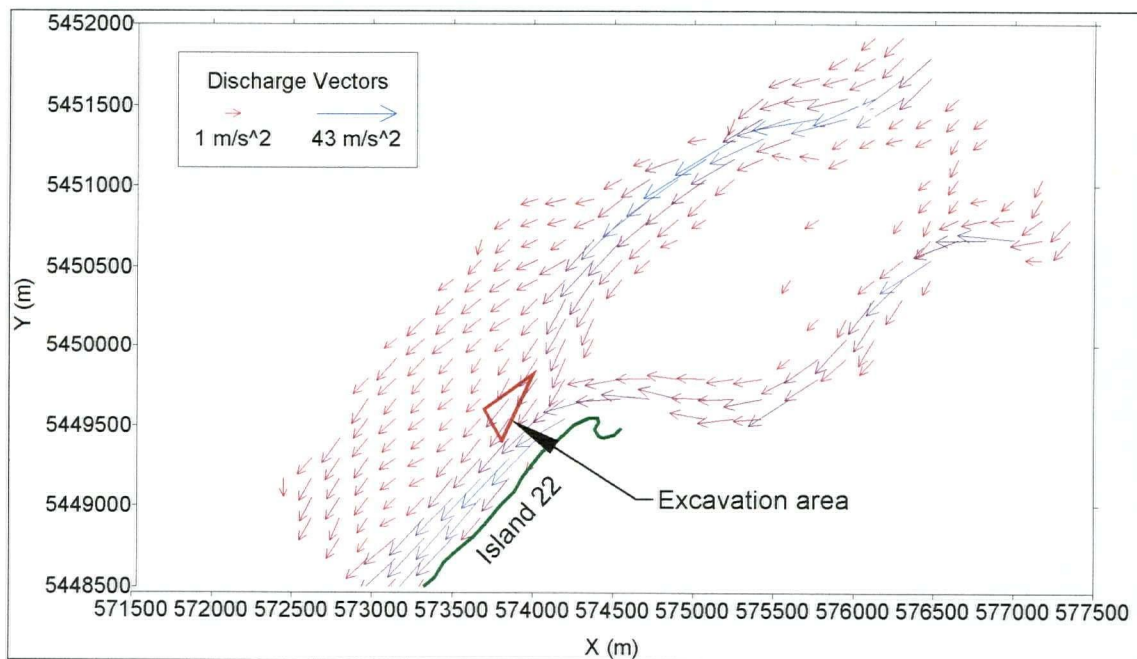 5452000
5451500
5451000
5450500
5450000
5449500
5449000
5448500
Y (m)
Discharge Vectors
1 m/s^2 43 m/s^2
Excavation area
Island 22
571500 572000 572500 573000 573500 574000 574500 575000 575500 576000 576500 577000 577500
X (m)